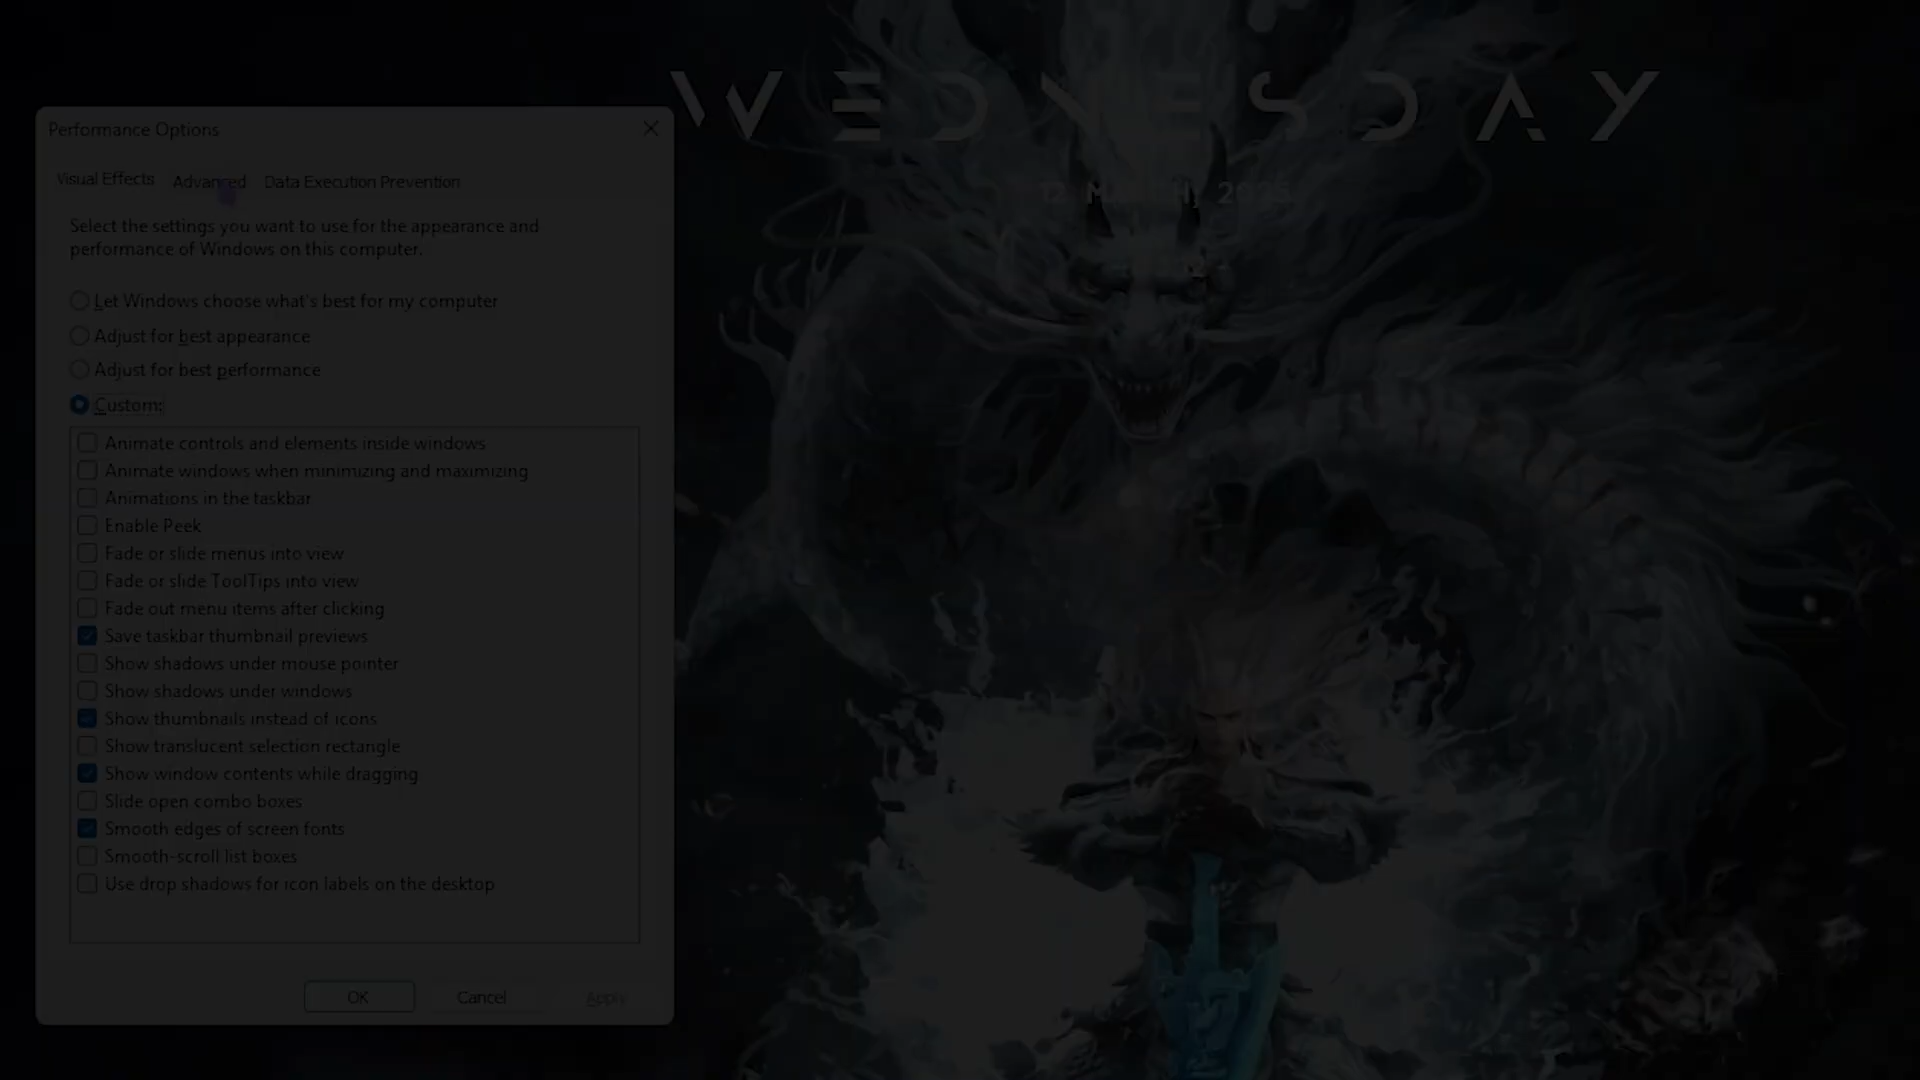 WEDNESDAY
12 MARCH, 2025
Performance Options
Visual Effects Advanced Data Execution Prevention
Select the settings you want to use for the appearance and
performance of Windows on this computer.
Let Windows choose what's best for my computer
Adjust for best appearance
Adjust for best performance
Custom:
Animate controls and elements inside windows
Animate windows when minimizing and maximizing
Animations in the taskbar
Enable Peek
Fade or slide menus into view
Fade or slide ToolTips into view
Fade out menu items after clicking
Save taskbar thumbnail previews
Show shadows under mouse pointer
Show shadows under windows
Show thumbnails instead of icons
Show translucent selection rectangle
Show window contents while dragging
Slide open combo boxes
Smooth edges of screen fonts
Smooth-scroll list boxes
Use drop shadows for icon labels on the desktop
OK Cancel Apply